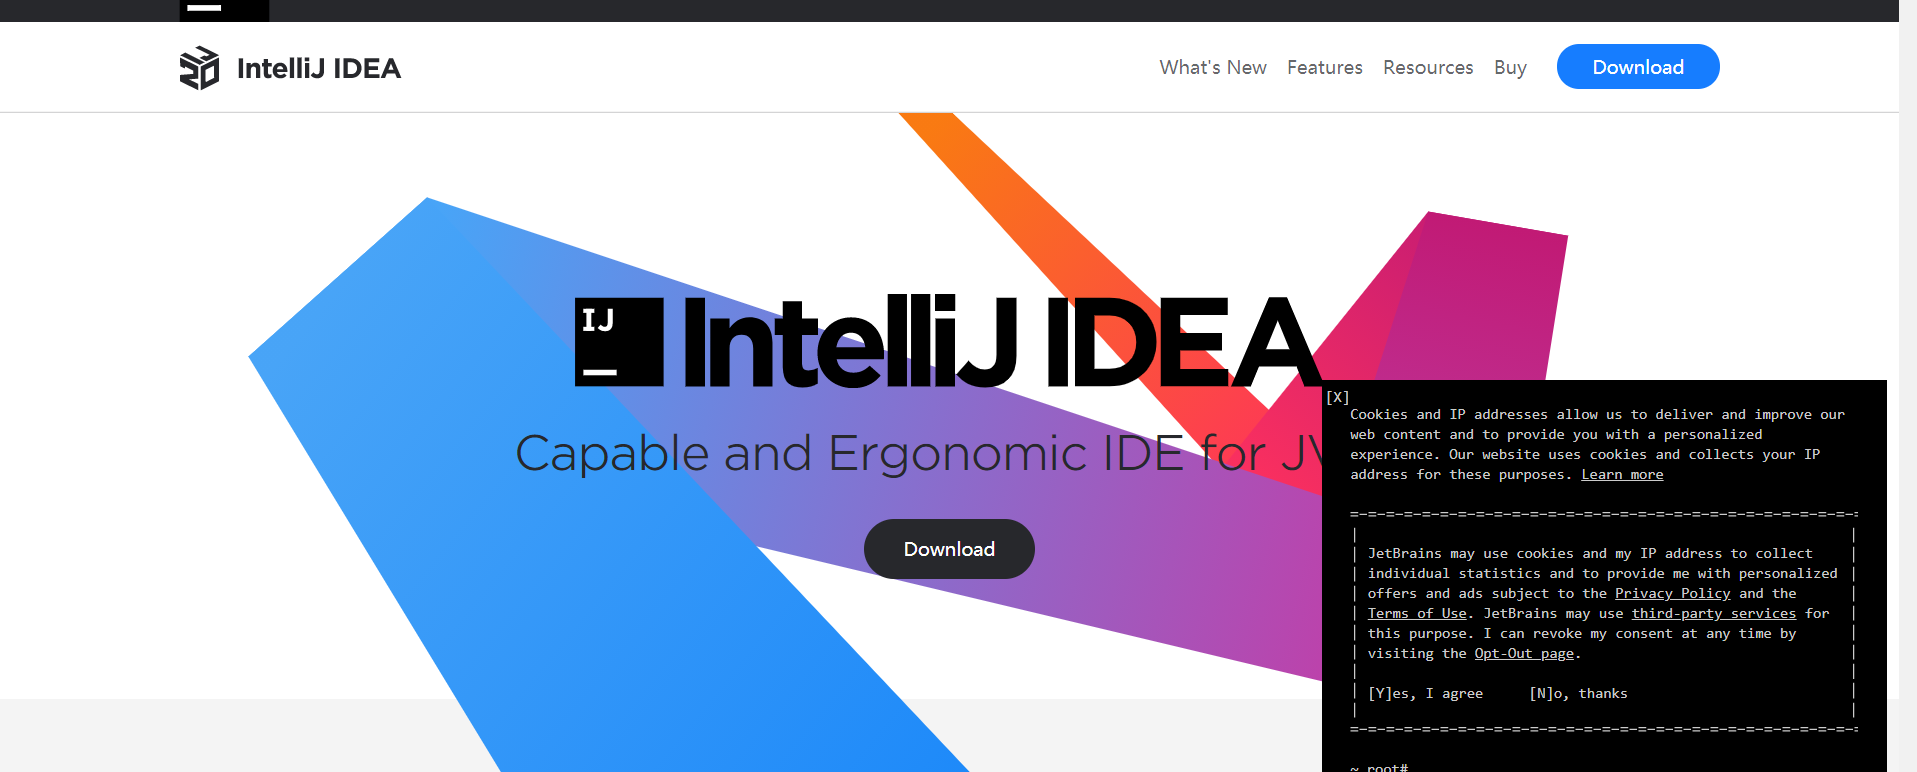 IntelliJ IDEA
What's New Features Resources Buy Download
IJ
IntelliJ IDEA
Capable and Ergonomic IDE for
Download
[X]
Cookies and IP addresses allow us to deliver and improve our
web content and to provide you with a personalized
experience. Our website uses cookies and collects your IP
address for these purposes. Learn more
JetBrains may use cookies and my IP address to collect
individual statistics and to provide me with personalized
offers and ads subject to the Privacy Policy and the
Terms of Use. JetBrains may use third-party services for
this purpose. I can revoke my consent at any time by
visiting the Opt-Out page.
[Y]es, I agree [N]o, thanks
~ root#